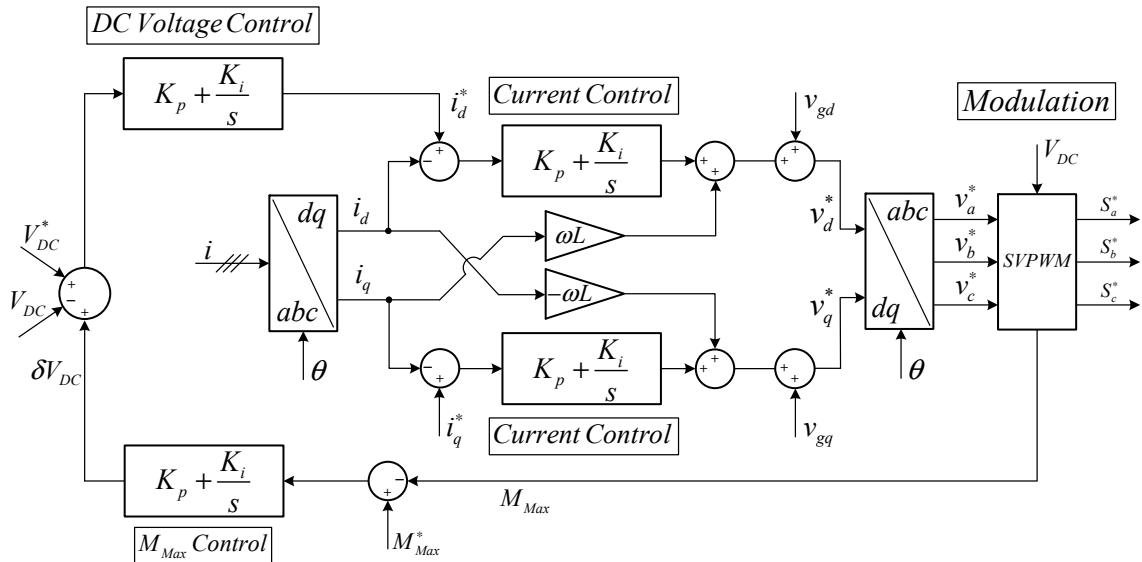 DC Voltage Control
K_p + K_i/s
i_d^*
Current Control
K_p + K_i/s
v_gd
Modulation
V_DC
V_DC^*
V_DC
δV_DC
i
dq
abc
θ
i_d
i_q
ωL
−ωL
v_d^*
v_q^*
abc
dq
θ
v_a^*
v_b^*
v_c^*
SVPWM
S_a^*
S_b^*
S_c^*
K_p + K_i/s
i_q^*
Current Control
v_gq
K_p + K_i/s
M_Max Control
M_Max^*
M_Max